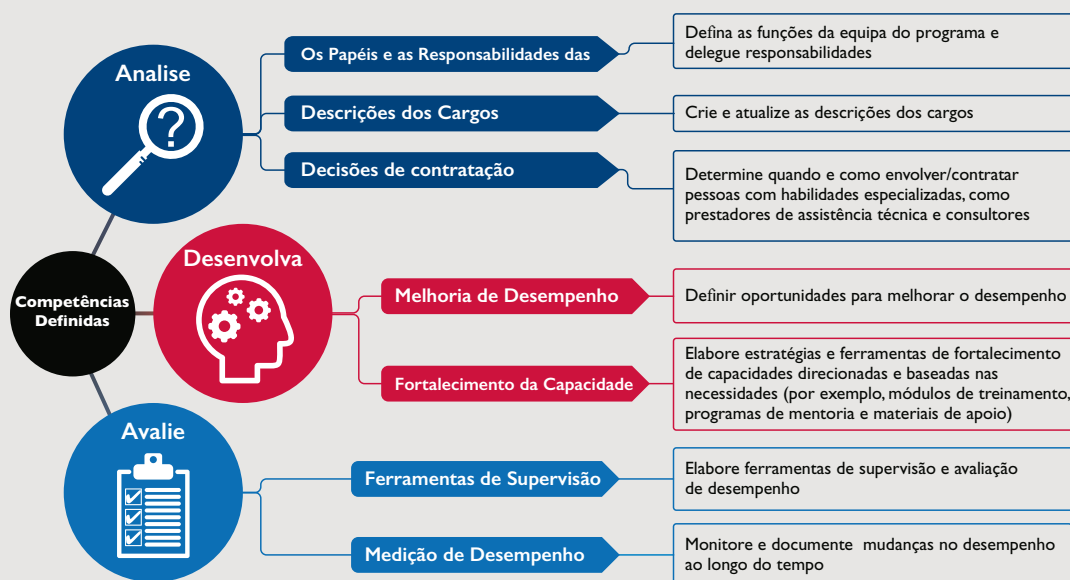 Analise
?
Os Papéis e as Responsabilidades das
Defina as funções da equipa do programa e
delegue responsabilidades
Descrições dos Cargos
Crie e atualize as descrições dos cargos
Decisões de contratação
Determine quando e como envolver/contratar
pessoas com habilidades especializadas, como
prestadores de assistência técnica e consultores
Competências
Definidas
Desenvolva
Melhoria de Desempenho
Definir oportunidades para melhorar o desempenho
Fortalecimento da Capacidade
Elabore estratégias e ferramentas de fortalecimento
de capacidades direcionadas e baseadas nas
necessidades (por exemplo, módulos de treinamento,
programas de mentoria e materiais de apoio)
Avalie
Ferramentas de Supervisão
Elabore ferramentas de supervisão e avaliação
de desempenho
Medição de Desempenho
Monitore e documente mudanças no desempenho
ao longo do tempo